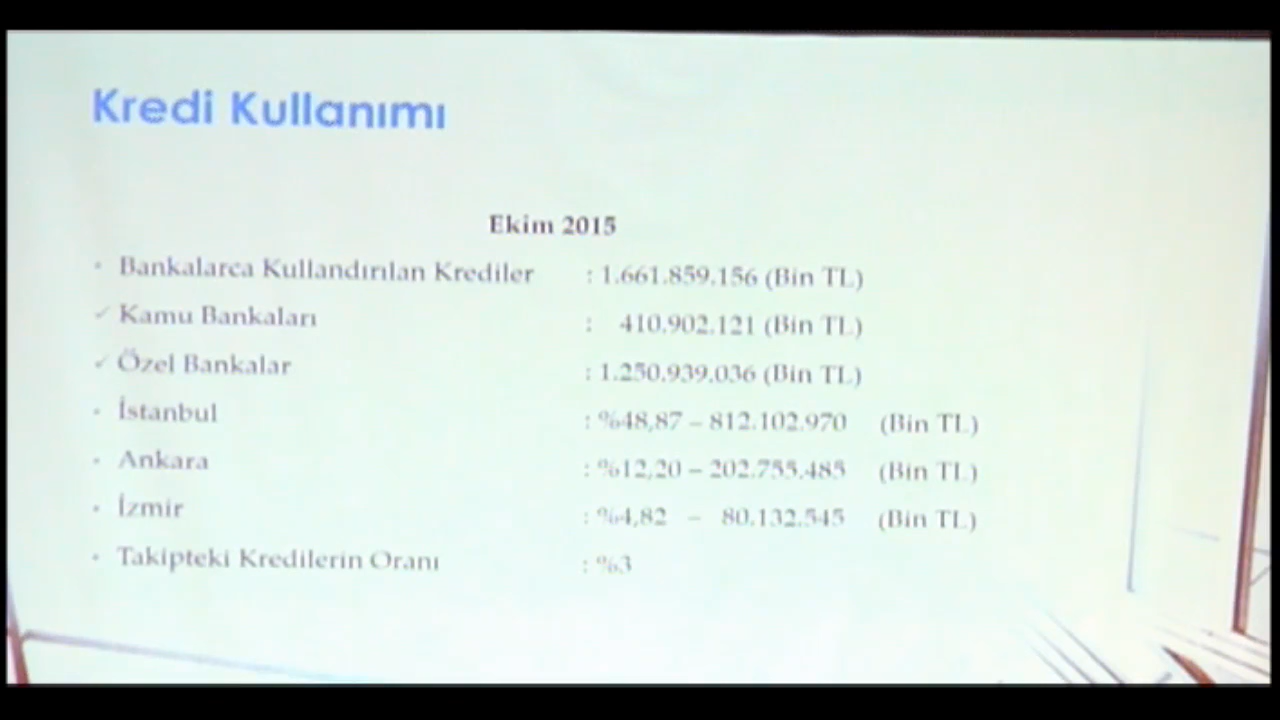 Kredi Kullanımı
Ekim 2015
• Bankalarca Kullandırılan Krediler : 1.661.859.156 (Bin TL)
✓ Kamu Bankaları : 410.902.121 (Bin TL)
✓ Özel Bankalar : 1.250.939.036 (Bin TL)
• İstanbul : %48,87 – 812.102.970 (Bin TL)
• Ankara : %12,20 – 202.755.485 (Bin TL)
• İzmir : %4,82 – 80.132.545 (Bin TL)
• Takipteki Kredilerin Oranı : %3